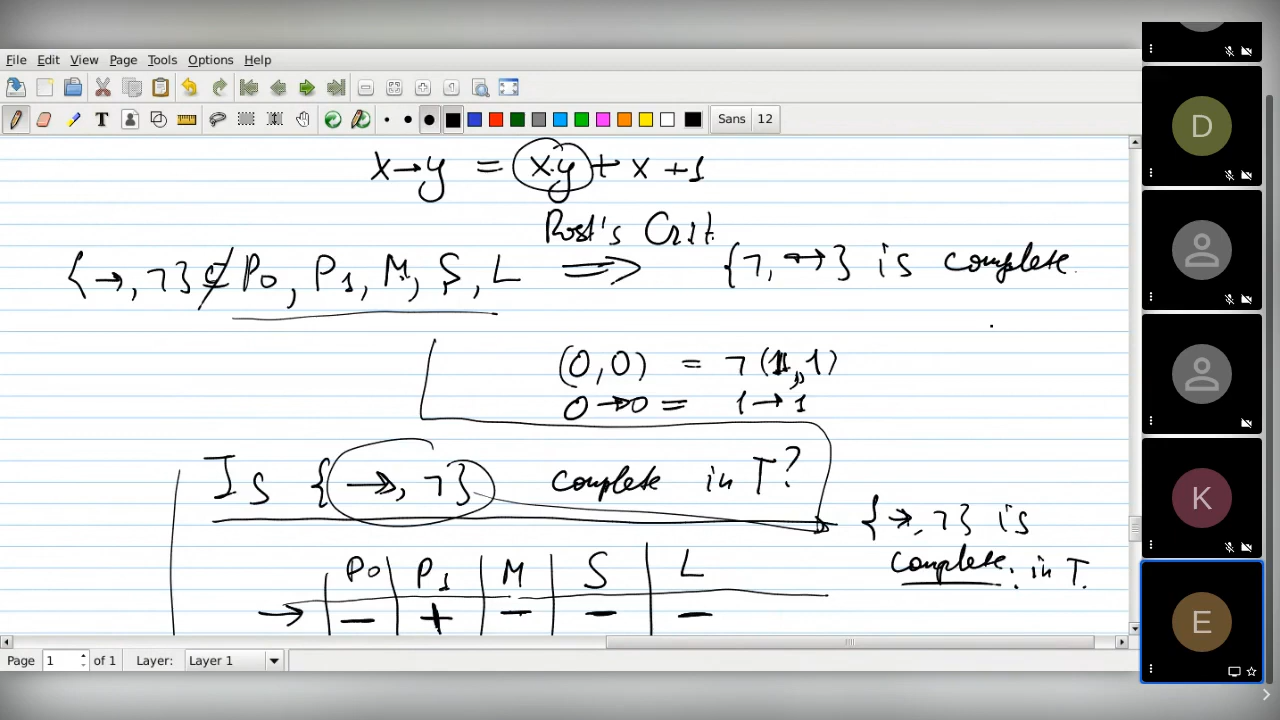 File Edit View Page Tools Options Help
Sans 12
x→y = x·y + x + 1
Post's Crit.
{→, ¬} ⊄ P0, P1, M, S, L ⟹ {¬, →} is complete.
(0,0) = ¬(1,1)
0→0 = 1→1
Is {→, ¬} complete in T?
{→, ¬} is
complete in T.
P0 P1 M S L
→ − + − − −
Page 1 of 1 Layer: Layer 1
D
K
E